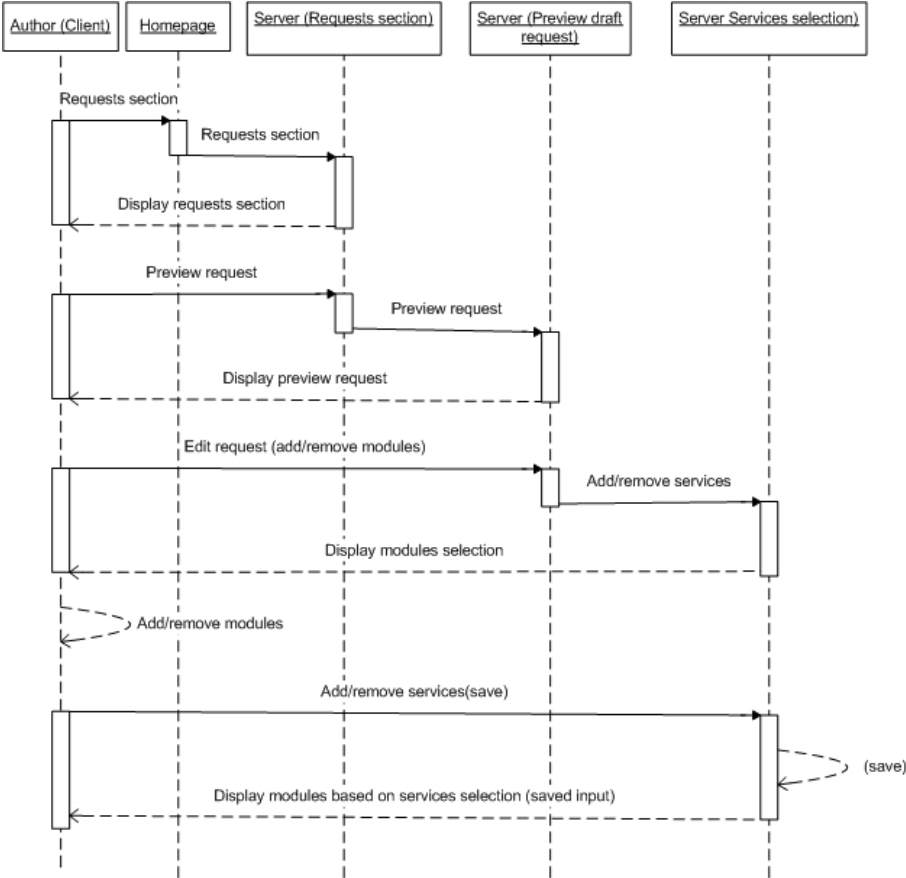 Author (Client)
Homepage
Server (Requests section)
Server (Preview draft
request)
Server Services selection)
Requests section
Requests section
Display requests section
Preview request
Preview request
Display preview request
Edit request (add/remove modules)
Add/remove services
Display modules selection
Add/remove modules
Add/remove services(save)
(save)
Display modules based on services selection (saved input)